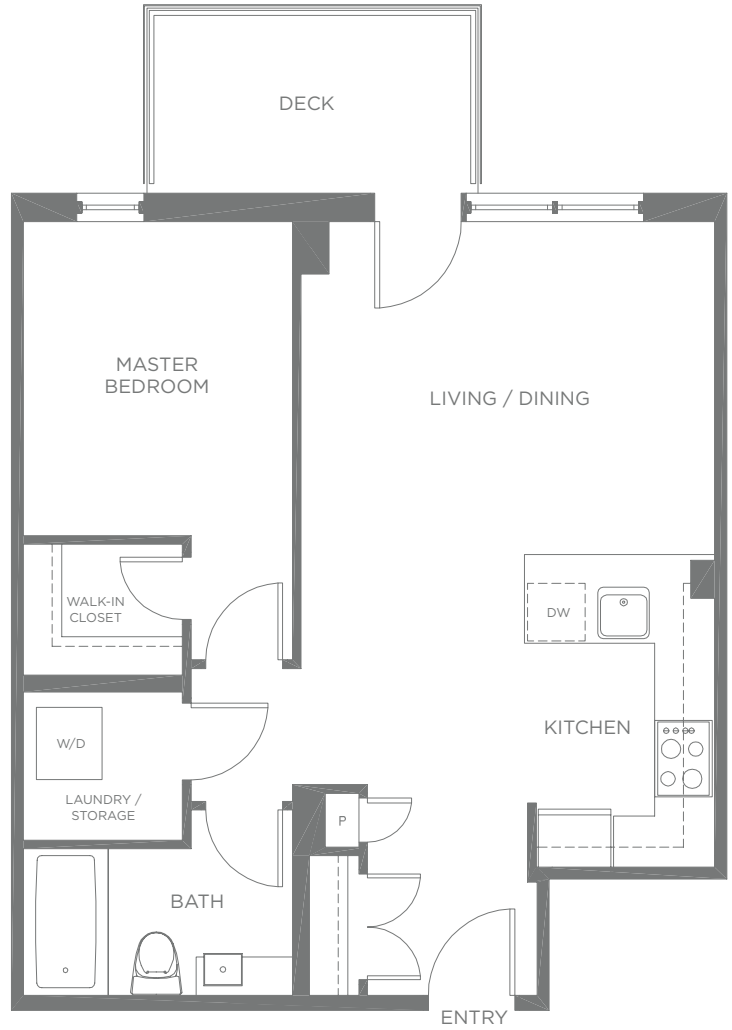 DECK
MASTER
BEDROOM
LIVING / DINING
WALK-IN
CLOSET
DW
KITCHEN
W/D
LAUNDRY /
STORAGE
P
BATH
ENTRY